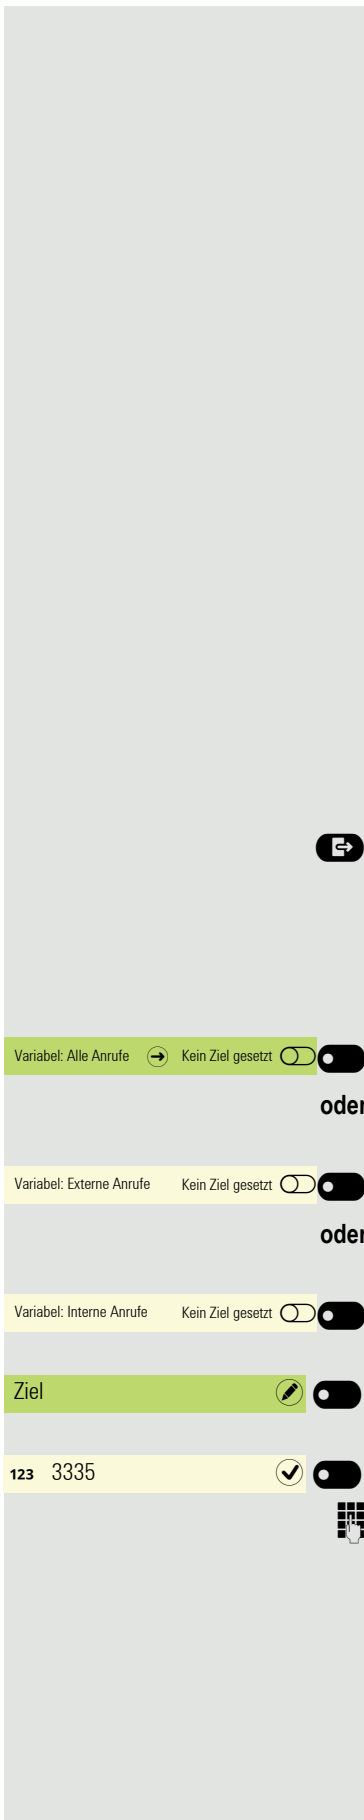 Variabel: Alle Anrufe Kein Ziel gesetzt
oder
Variabel: Externe Anrufe Kein Ziel gesetzt
oder
Variabel: Interne Anrufe Kein Ziel gesetzt
Ziel
123 3335